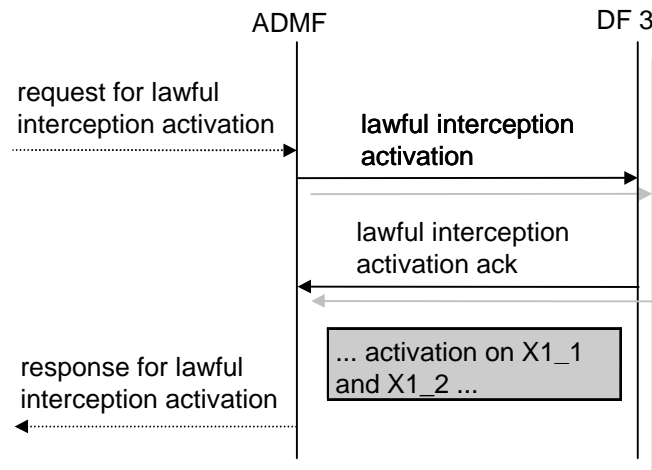 ADMF
DF 3
request for lawful
interception activation
lawful interception
activation
lawful interception
activation ack
... activation on X1_1
and X1_2 ...
response for lawful
interception activation